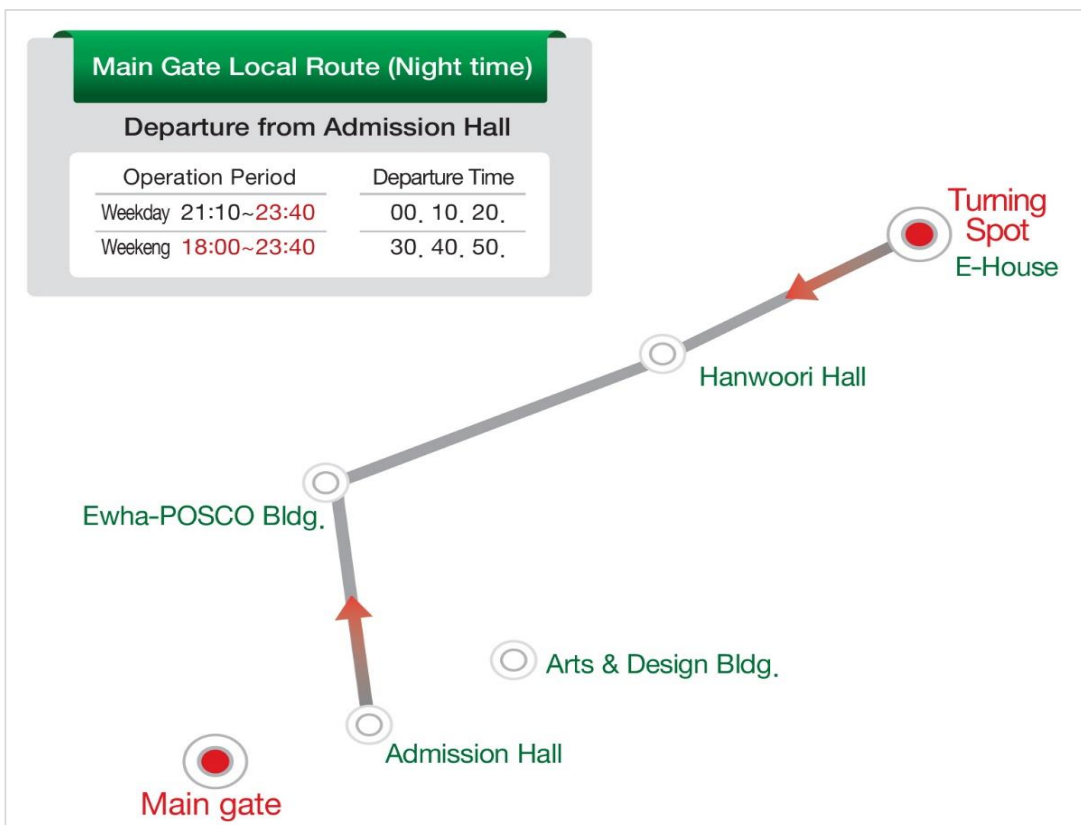 Main Gate Local Route (Night time)
Departure from Admission Hall
Operation Period Departure Time
Weekday 21:10~23:40 00. 10. 20.
Weekeng 18:00~23:40 30. 40. 50.
Turning
Spot
E-House
Hanwoori Hall
Ewha-POSCO Bldg.
Arts & Design Bldg.
Admission Hall
Main gate